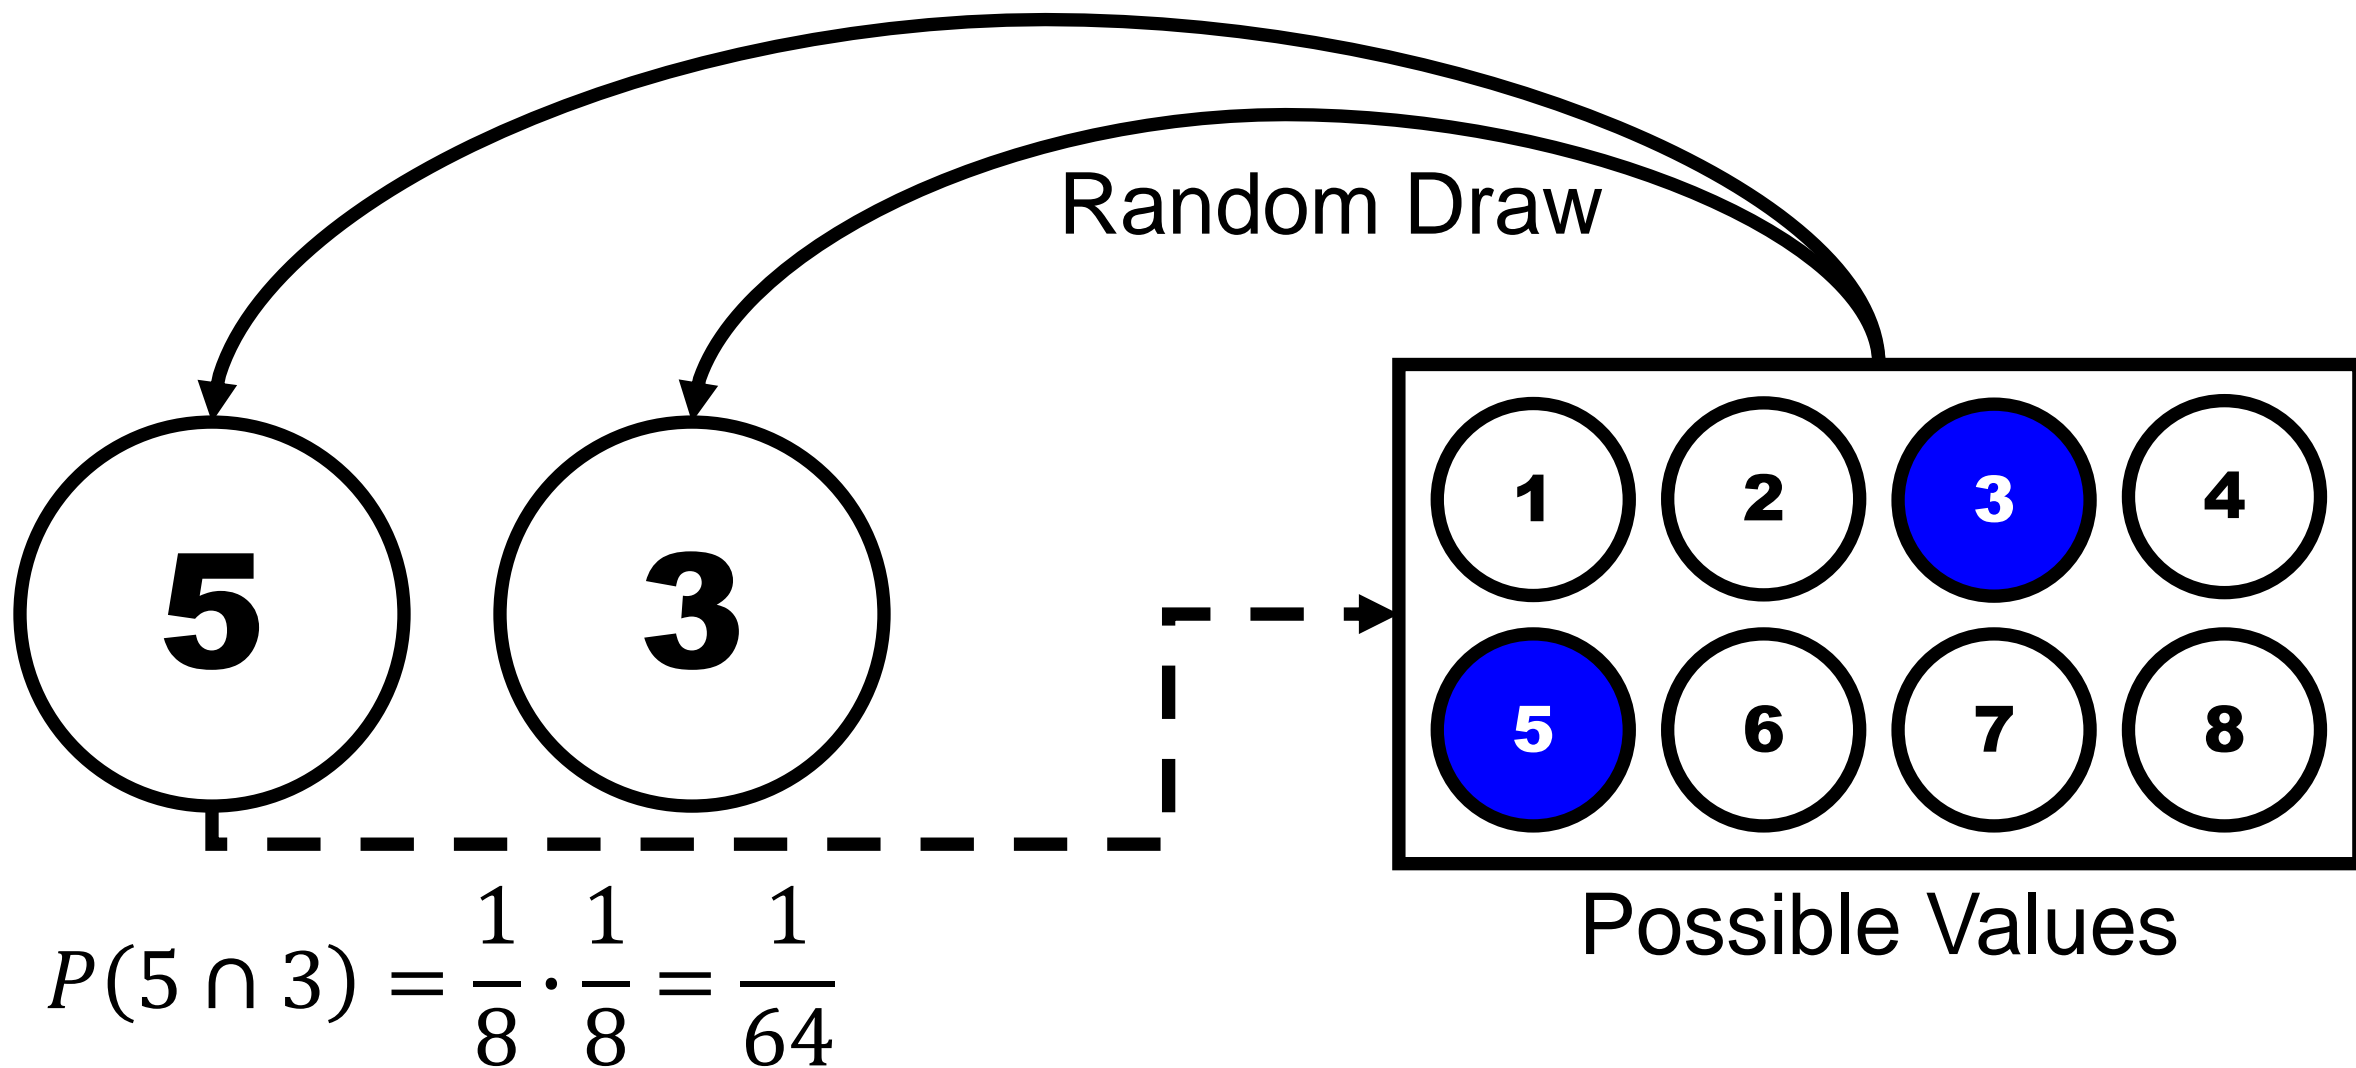 Random Draw
5 3
1 2 3 4
5 6 7 8
Possible Values
P(5 ∩ 3) = 1/8 · 1/8 = 1/64